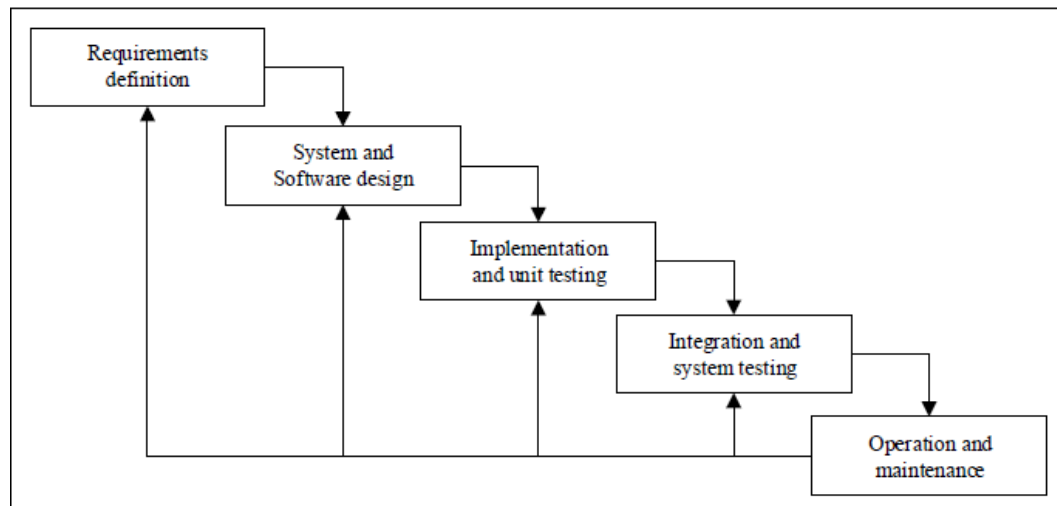 Requirements
definition
System and
Software design
Implementation
and unit testing
Integration and
system testing
Operation and
maintenance